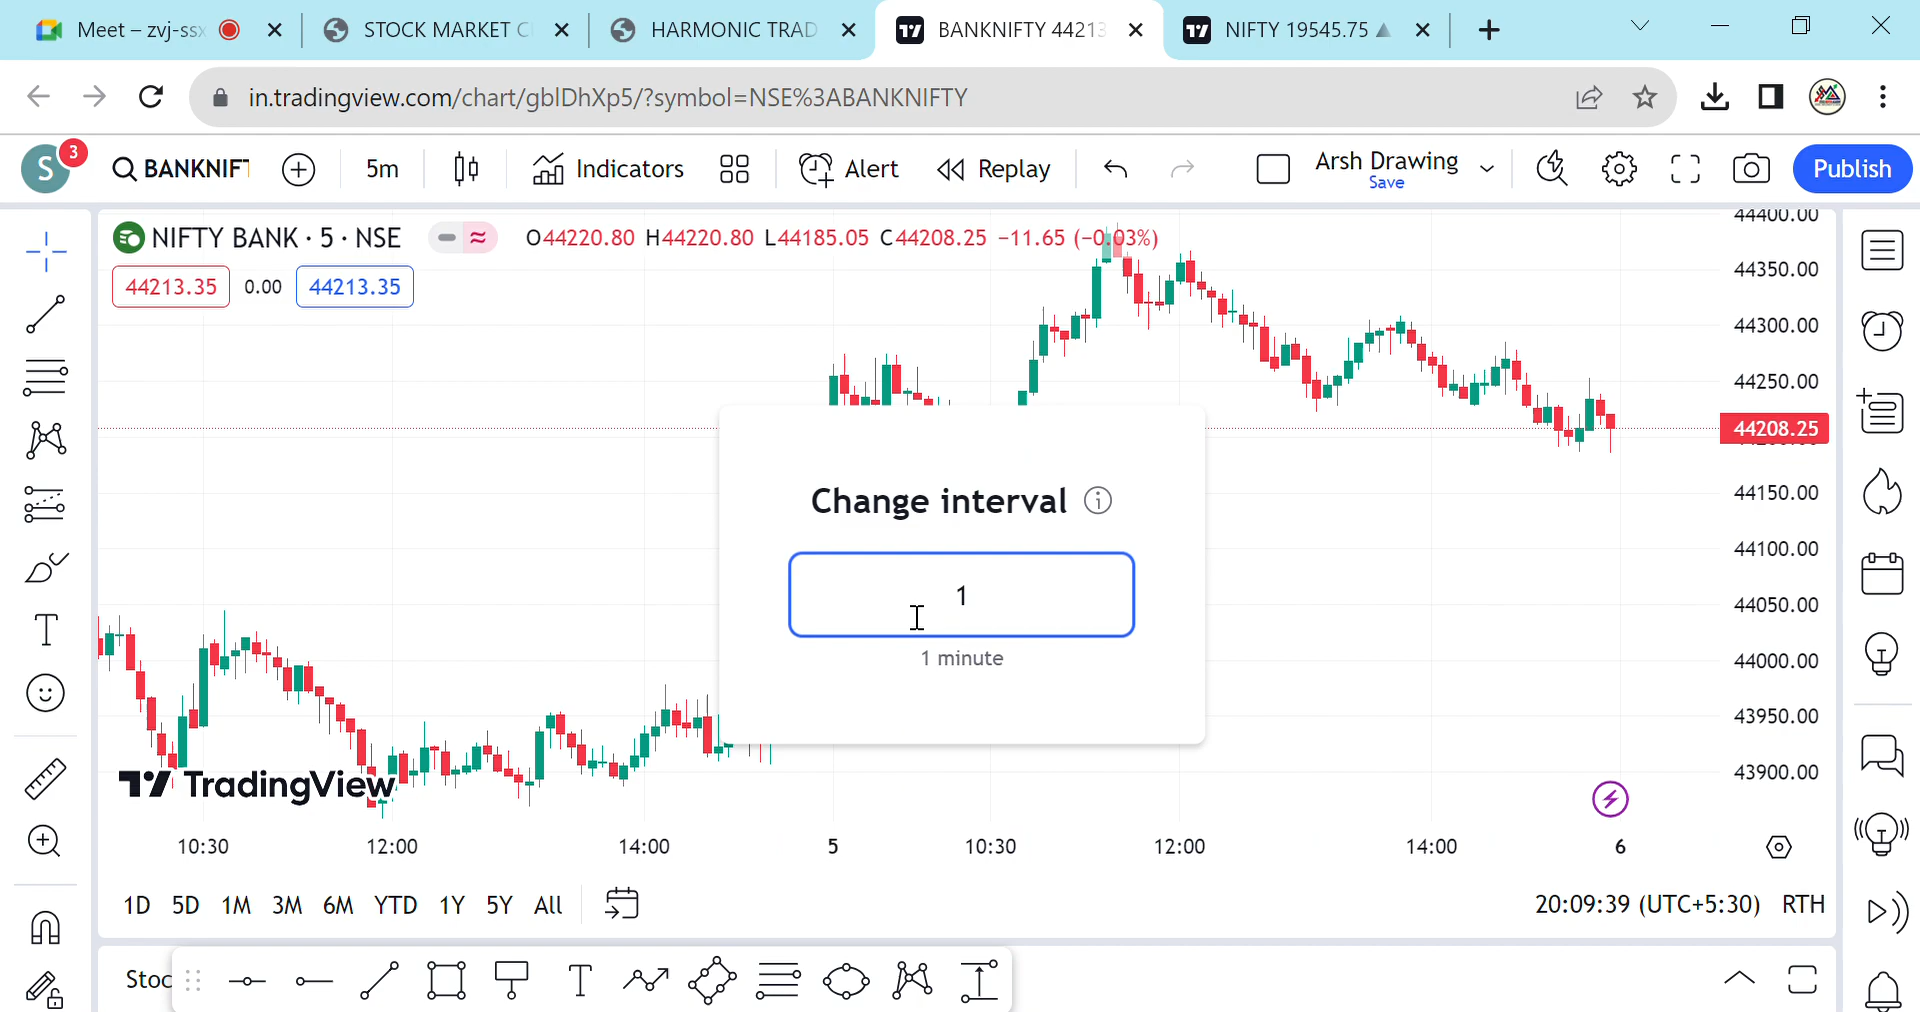 Meet – zvj-ssx
STOCK MARKET C
HARMONIC TRAD
BANKNIFTY 44213
NIFTY 19545.75
in.tradingview.com/chart/gblDhXp5/?symbol=NSE%3ABANKNIFTY
S
3
BANKNIFT
5m
Indicators
Alert
Replay
Arsh Drawing
Save
Publish
NIFTY BANK · 5 · NSE
O44220.80 H44220.80 L44185.05 C44208.25 −11.65 (−0.03%)
44213.35
0.00
44213.35
44400.00
44350.00
44300.00
44250.00
44208.25
44150.00
44100.00
44050.00
44000.00
43950.00
43900.00
Change interval
1
1 minute
TradingView
10:30
12:00
14:00
5
10:30
12:00
14:00
6
1D 5D 1M 3M 6M YTD 1Y 5Y All
20:09:39 (UTC+5:30) RTH
Stoc